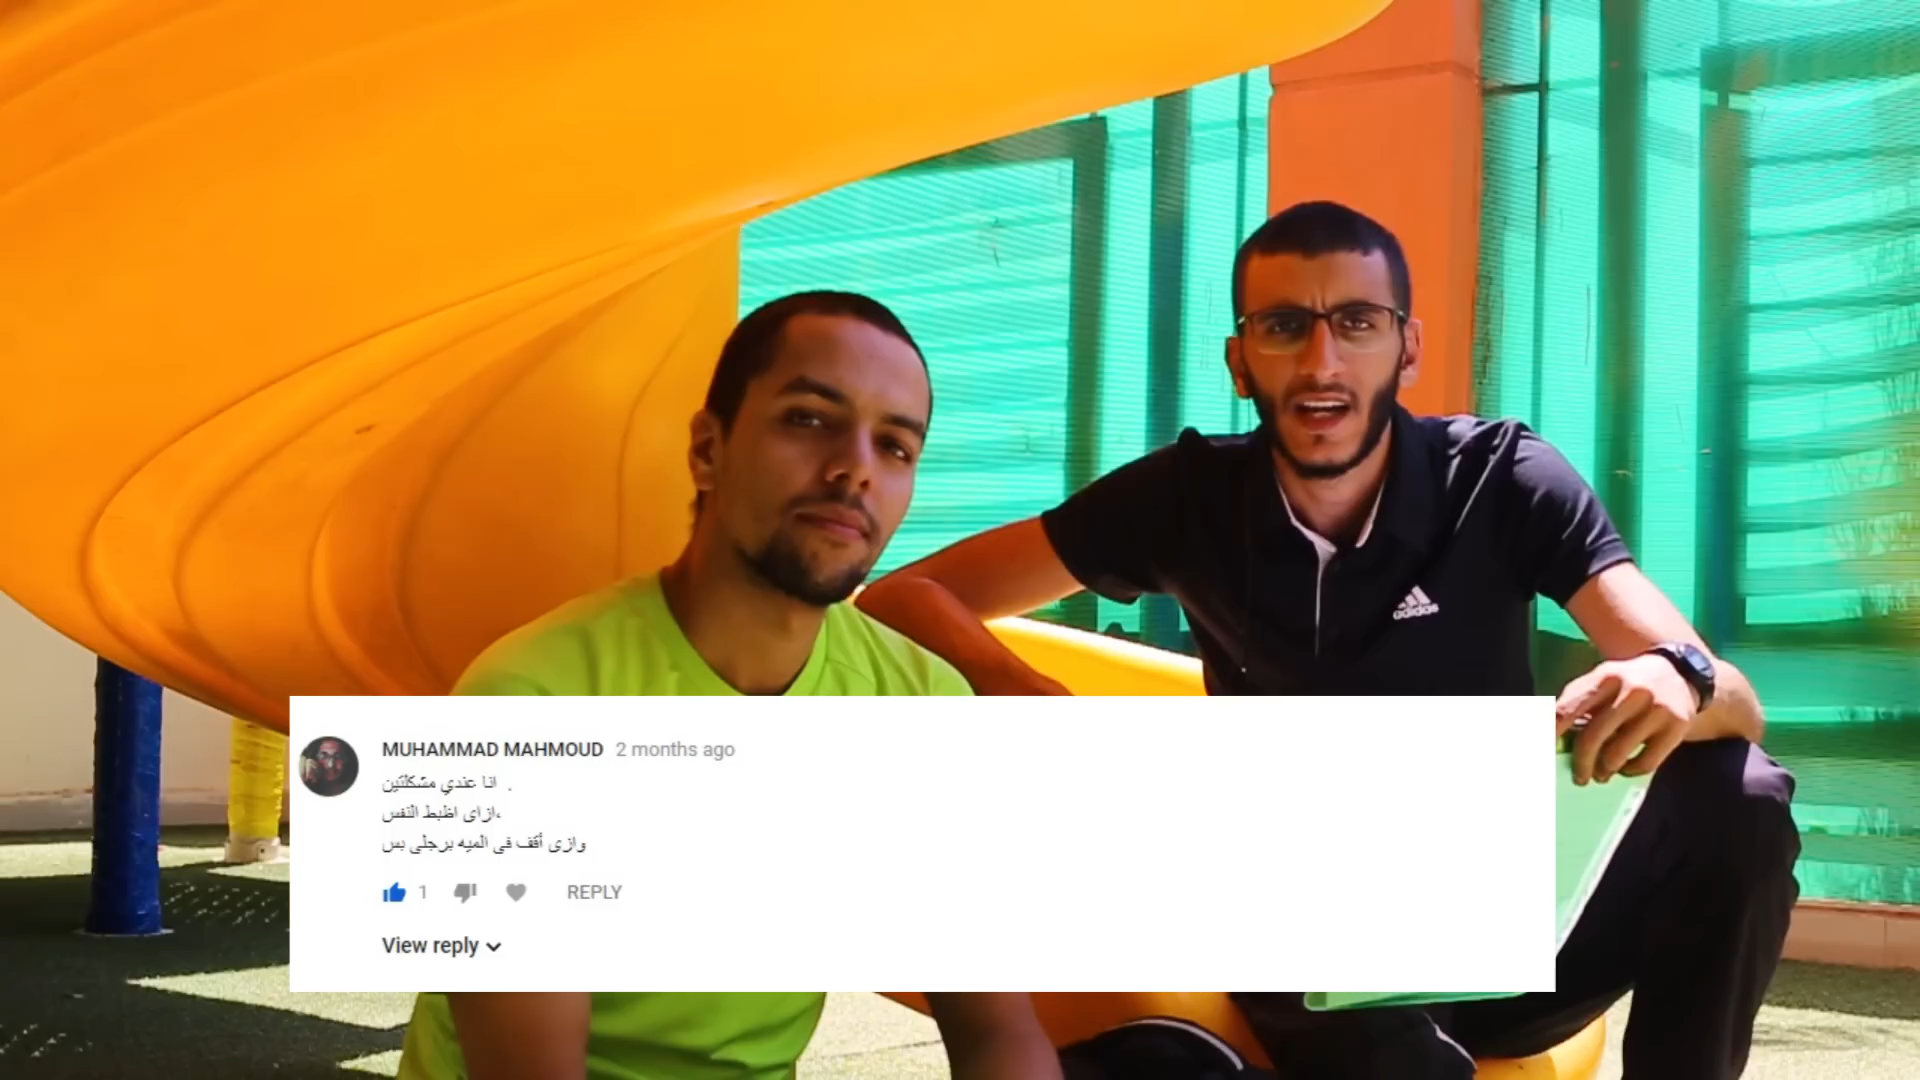 adidas
MUHAMMAD MAHMOUD 2 months ago
انا عندي مشكلتين .
ازاى اظبط النفس،
وازى أقف فى الميه برجلى بس
1 REPLY
View reply